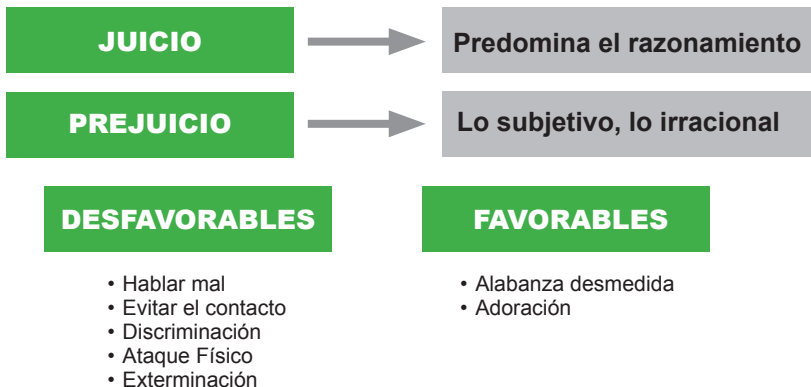 JUICIO
Predomina el razonamiento
PREJUICIO
Lo subjetivo, lo irracional
DESFAVORABLES
• Hablar mal
• Evitar el contacto
• Discriminación
• Ataque Físico
• Exterminación
FAVORABLES
• Alabanza desmedida
• Adoración